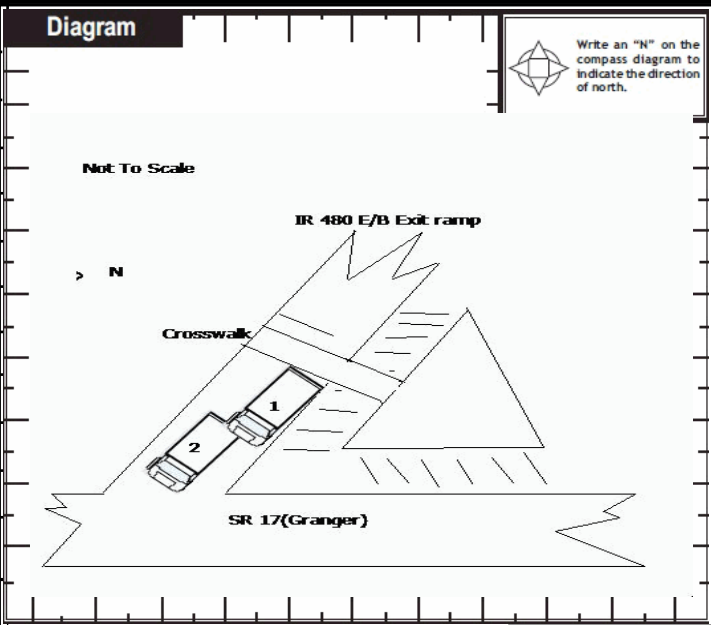 Diagram
Write an “N” on the
compass diagram to
indicate the direction
of north.
Not To Scale
IR 480 E/B Exit ramp
> N
Crosswalk
1
2
SR 17(Granger)